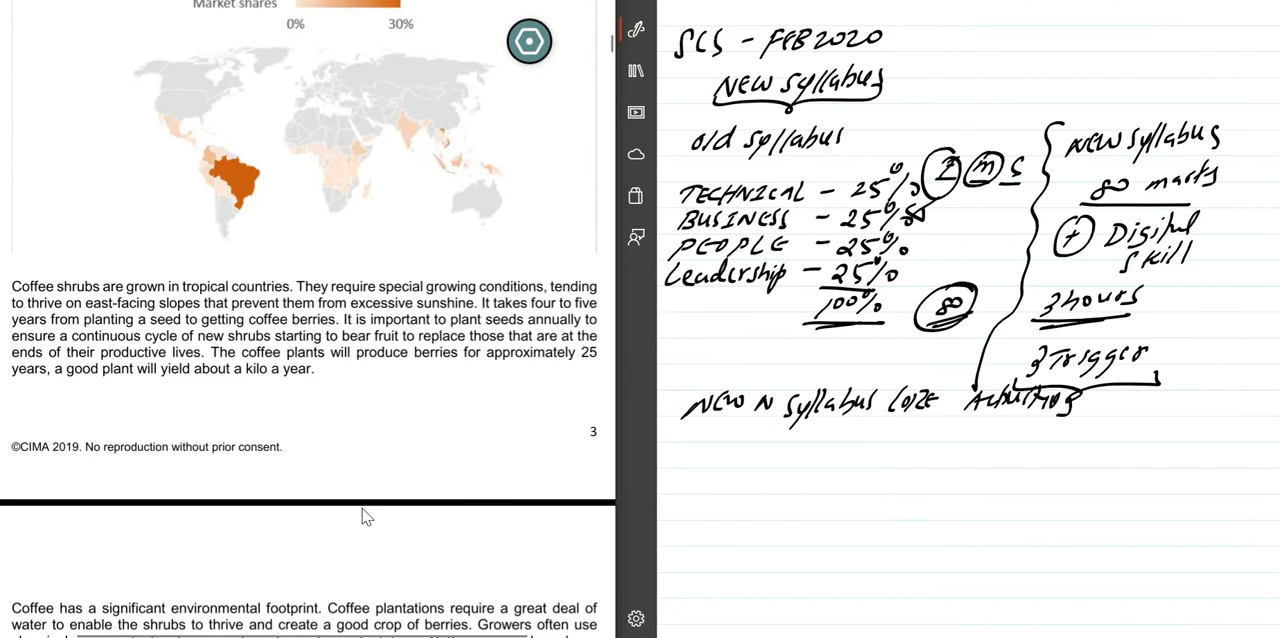 Market shares
0% 30%
Coffee shrubs are grown in tropical countries. They require special growing conditions, tending
to thrive on east-facing slopes that prevent them from excessive sunshine. It takes four to five
years from planting a seed to getting coffee berries. It is important to plant seeds annually to
ensure a continuous cycle of new shrubs starting to bear fruit to replace those that are at the
ends of their productive lives. The coffee plants will produce berries for approximately 25
years, a good plant will yield about a kilo a year.
3
©CIMA 2019. No reproduction without prior consent.
Coffee has a significant environmental footprint. Coffee plantations require a great deal of
water to enable the shrubs to thrive and create a good crop of berries. Growers often use
SCS - FEB 2020
NEW Syllabus
old Syllabus
TECHNICAL - 25%
BUSINESS - 25%
PEOPLE - 25%
Leadership - 25%
100%
80
m S
NEW Syllabus
80 marks
+ Digital
Skill
3 hours
3 Trigger
NEW Syllabus CORE